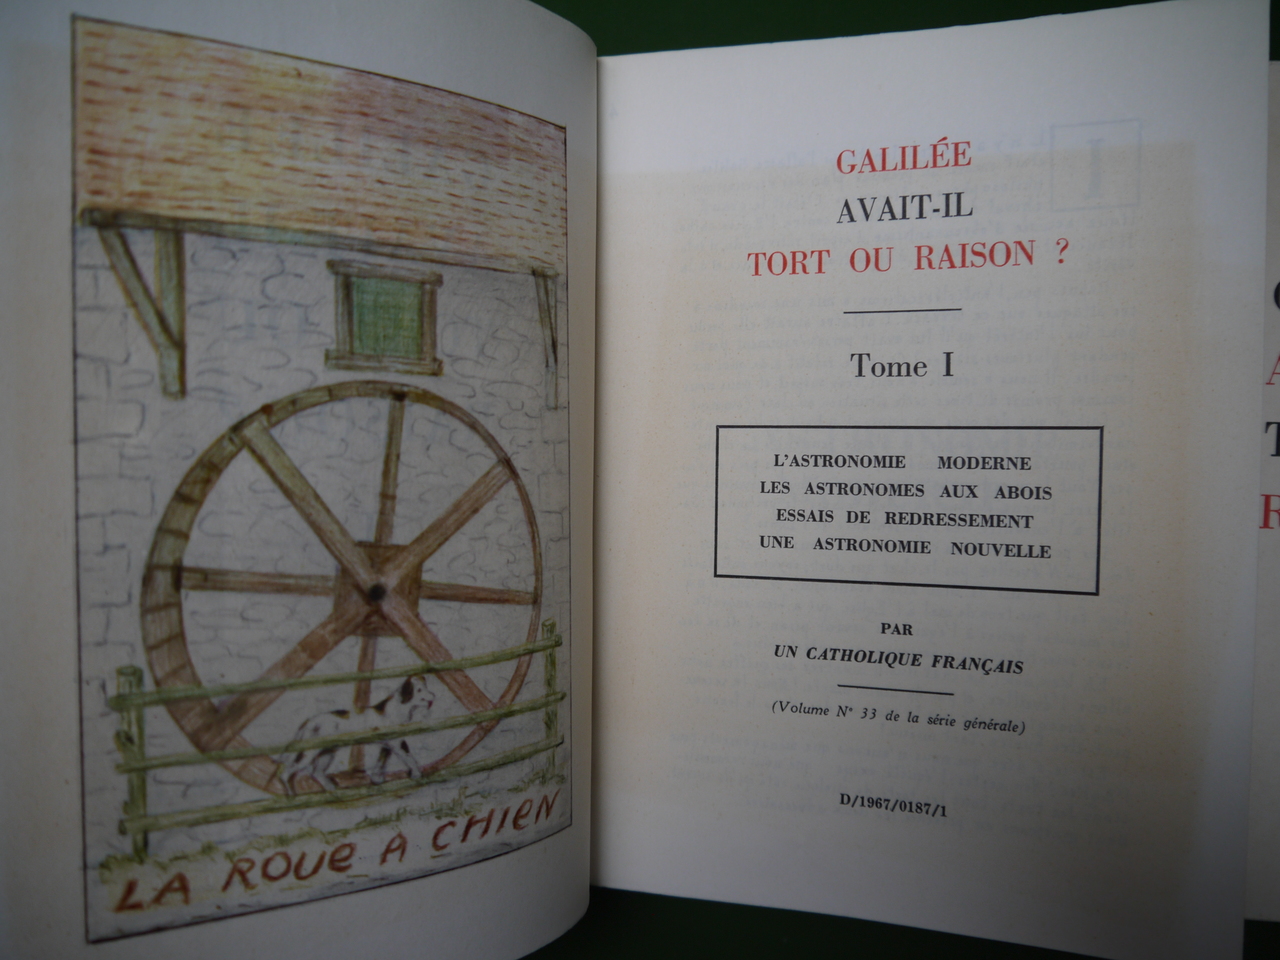 LA ROUE A CHIEN
GALILÉE
AVAIT-IL
TORT OU RAISON ?
Tome I
L'ASTRONOMIE MODERNE
LES ASTRONOMES AUX ABOIS
ESSAIS DE REDRESSEMENT
UNE ASTRONOMIE NOUVELLE
PAR
UN CATHOLIQUE FRANÇAIS
(Volume N° 33 de la série générale)
D/1967/0187/1